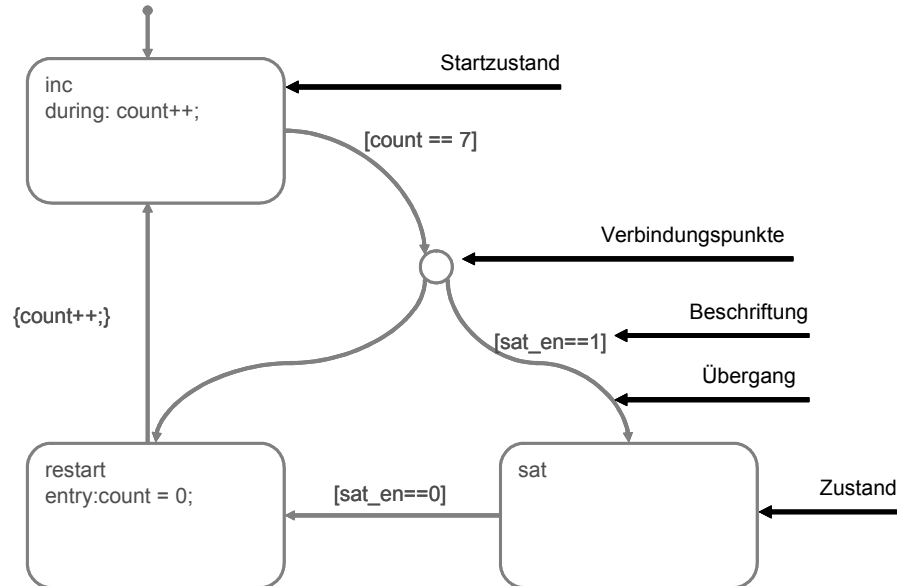 Startzustand
inc
during: count++;
[count == 7]
Verbindungspunkte
{count++;}
Beschriftung
[sat_en==1]
Übergang
restart
entry:count = 0;
[sat_en==0]
sat
Zustand